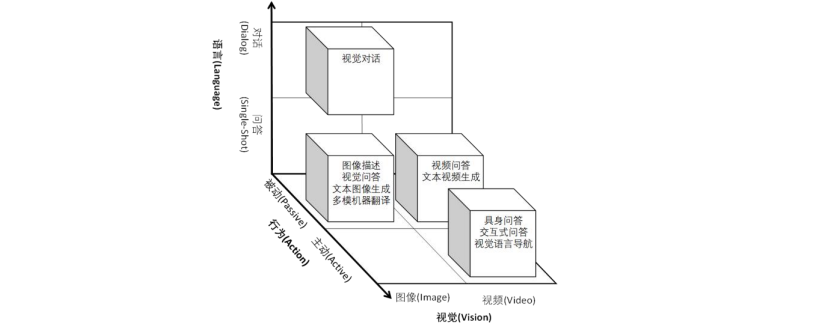 对话
(Dialog)
语言(Language)
问答
(Single-Shot)
视觉对话
图像描述
视觉问答
文本图像生成
多模机器翻译
视频问答
文本视频生成
具身问答
交互式问答
视觉语言导航
被动(Passive)
行为(Action)
主动(Active)
图像(Image)
视频(Video)
视觉(Vision)